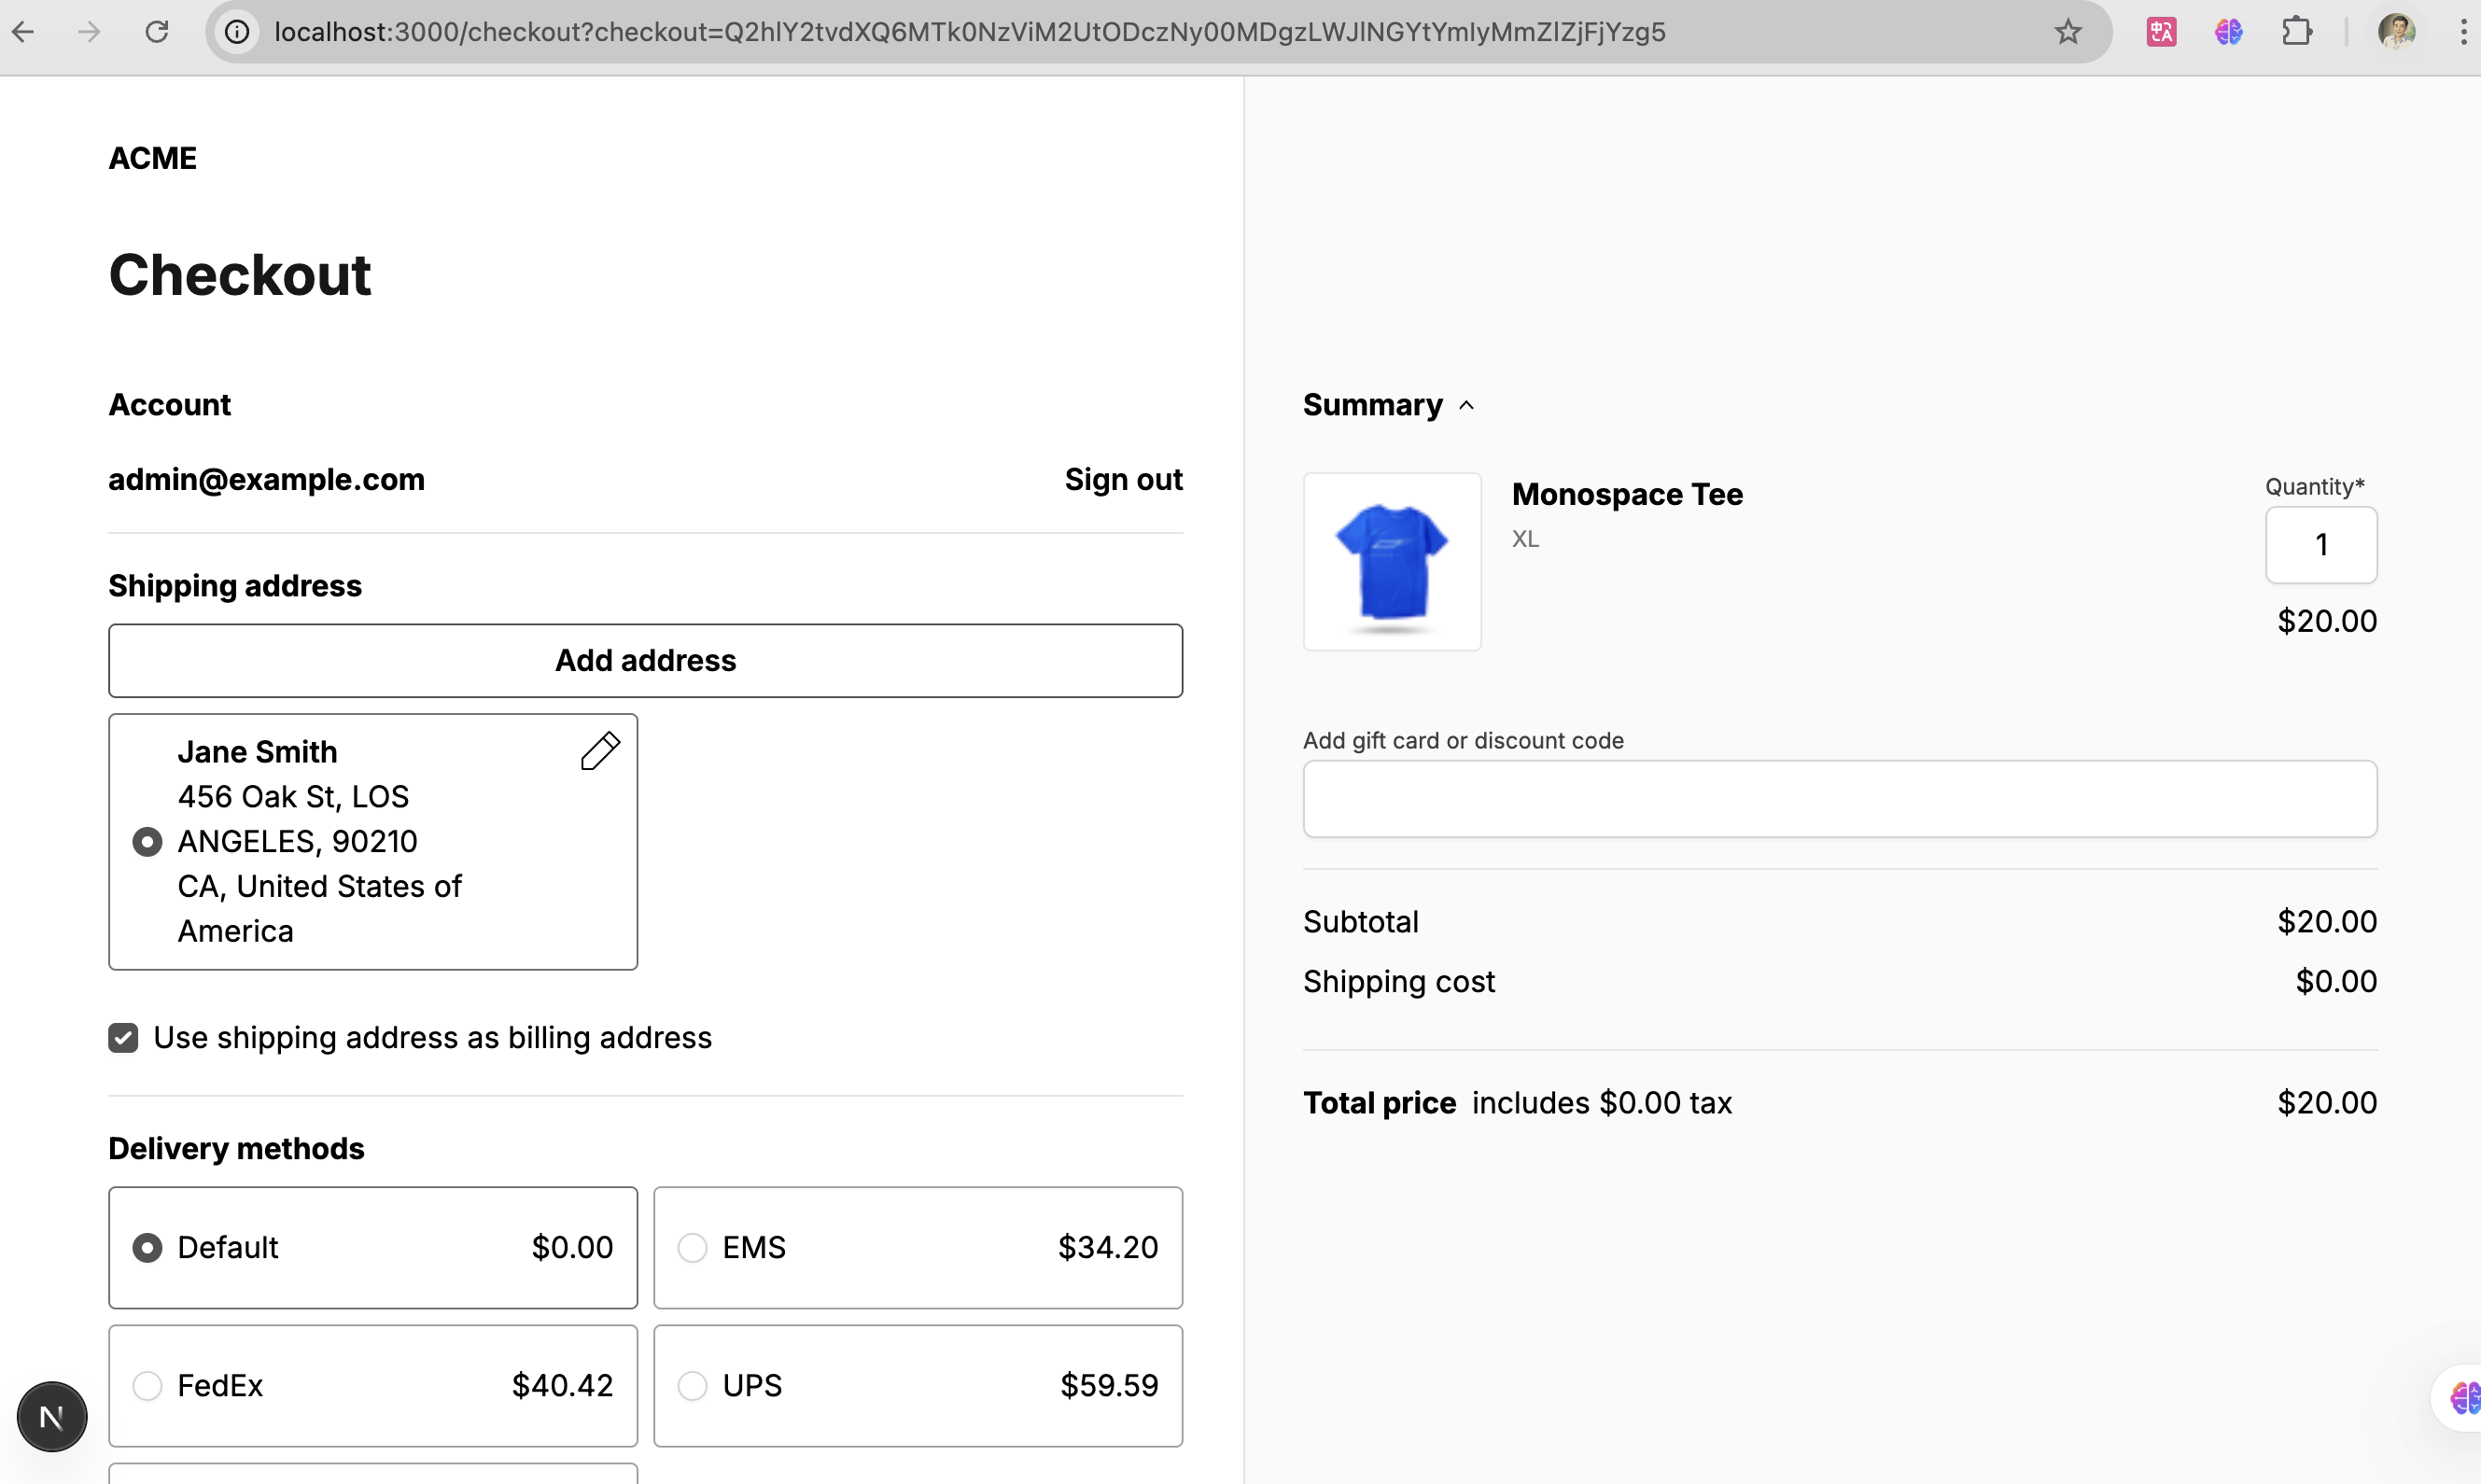 localhost:3000/checkout?checkout=Q2hlY2tvdXQ6MTk0NzViM2UtODczNy00MDgzLWJlNGYtYmIyMmZlZjFjYzg5
ACME
Checkout
Account
admin@example.com
Sign out
Shipping address
Add address
Jane Smith
456 Oak St, LOS
ANGELES, 90210
CA, United States of
America
Use shipping address as billing address
Delivery methods
Default $0.00
EMS $34.20
FedEx $40.42
UPS $59.59
N
Summary
Monospace Tee
XL
Quantity*
1
$20.00
Add gift card or discount code
Subtotal $20.00
Shipping cost $0.00
Total price includes $0.00 tax $20.00